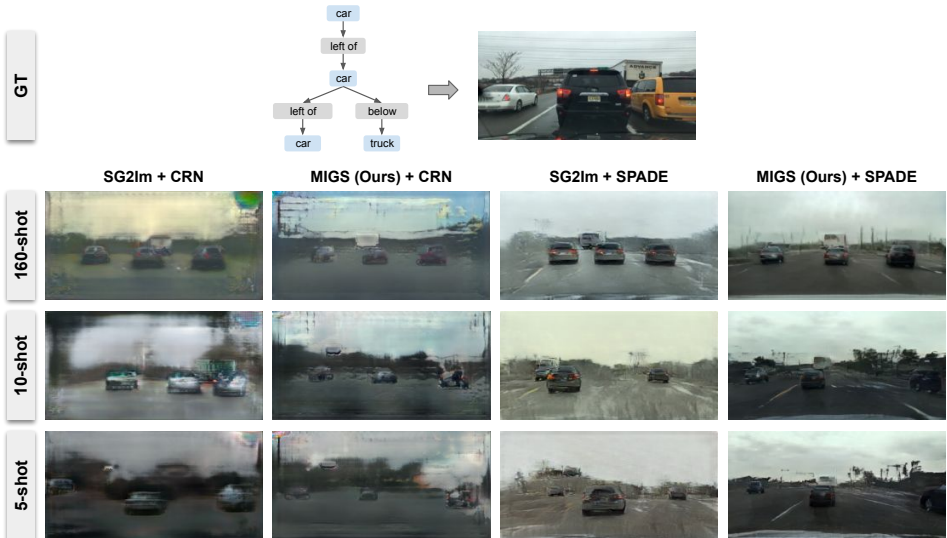 GT
car
left of
car
left of below
car truck
SG2Im + CRN MIGS (Ours) + CRN SG2Im + SPADE MIGS (Ours) + SPADE
160-shot
10-shot
5-shot